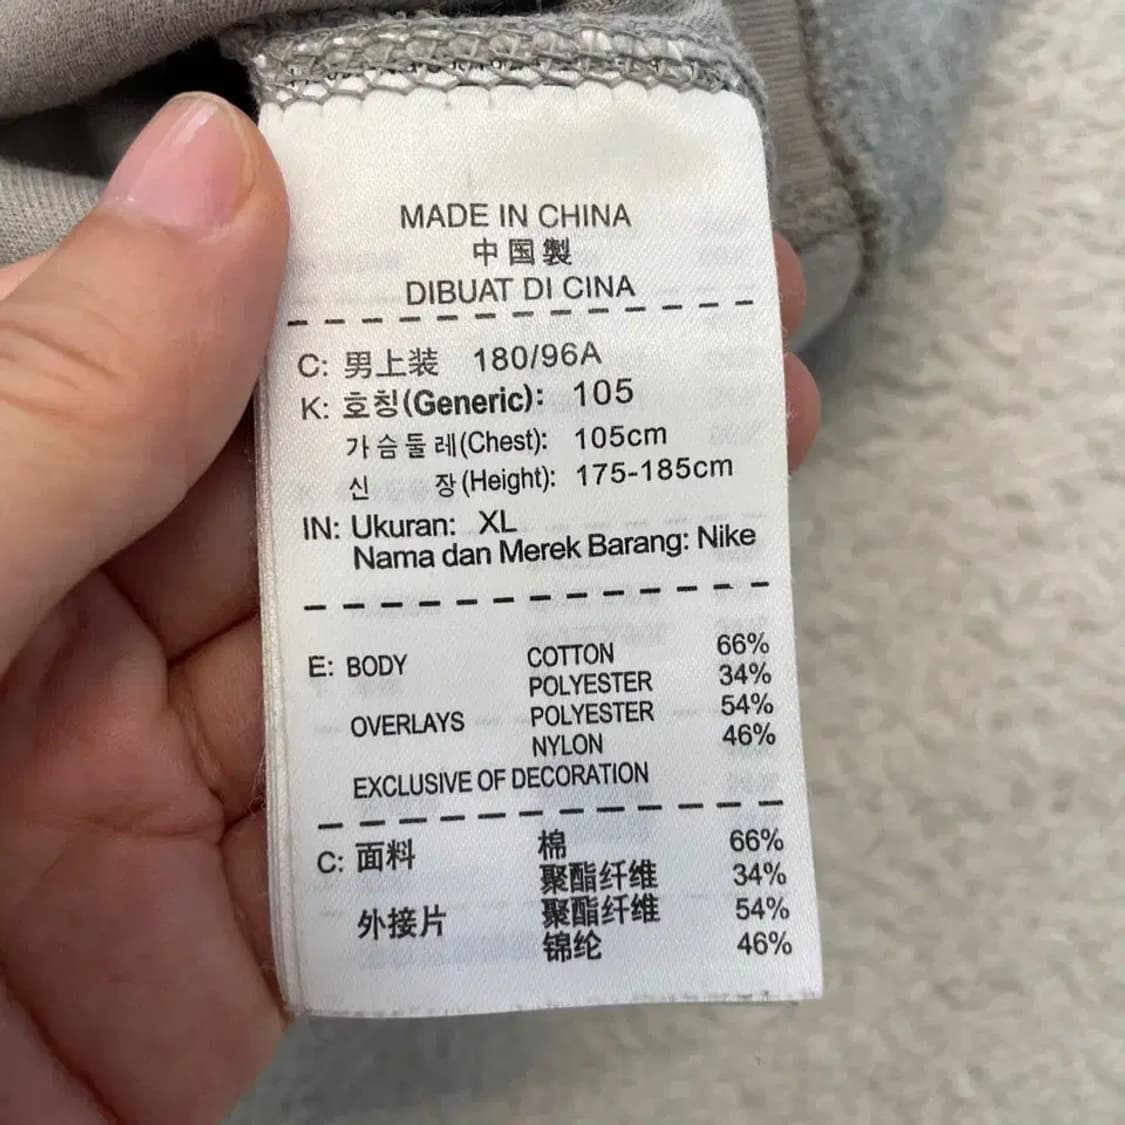 MADE IN CHINA
中国製
DIBUAT DI CINA
C: 男上装 180/96A
K: 호칭(Generic): 105
가슴둘레(Chest): 105cm
신 장(Height): 175-185cm
IN: Ukuran: XL
Nama dan Merek Barang: Nike
E: BODY COTTON 66%
POLYESTER 34%
OVERLAYS POLYESTER 54%
NYLON 46%
EXCLUSIVE OF DECORATION
C: 面料 棉 66%
聚酯纤维 34%
外接片 聚酯纤维 54%
锦纶 46%